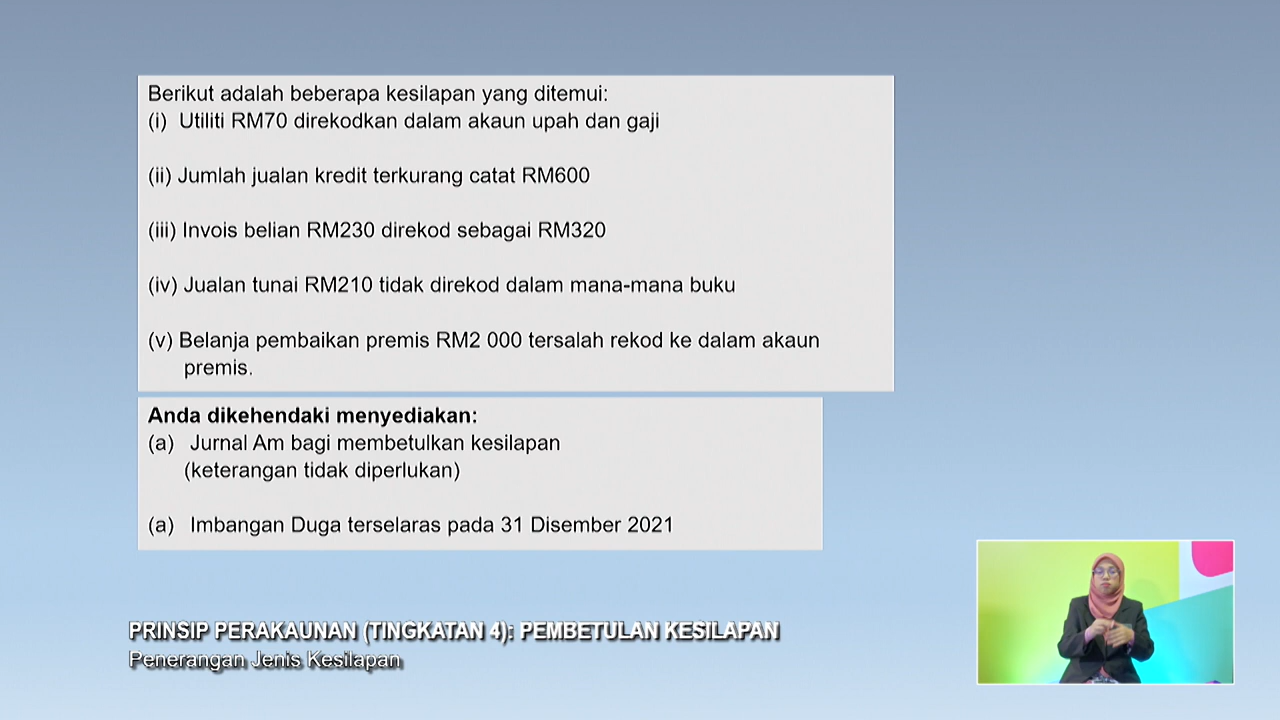 Berikut adalah beberapa kesilapan yang ditemui:
(i) Utiliti RM70 direkodkan dalam akaun upah dan gaji
(ii) Jumlah jualan kredit terkurang catat RM600
(iii) Invois belian RM230 direkod sebagai RM320
(iv) Jualan tunai RM210 tidak direkod dalam mana-mana buku
(v) Belanja pembaikan premis RM2 000 tersalah rekod ke dalam akaun
premis.
Anda dikehendaki menyediakan:
(a) Jurnal Am bagi membetulkan kesilapan
(keterangan tidak diperlukan)
(a) Imbangan Duga terselaras pada 31 Disember 2021
PRINSIP PERAKAUNAN (TINGKATAN 4): PEMBETULAN KESILAPAN
Penerangan Jenis Kesilapan